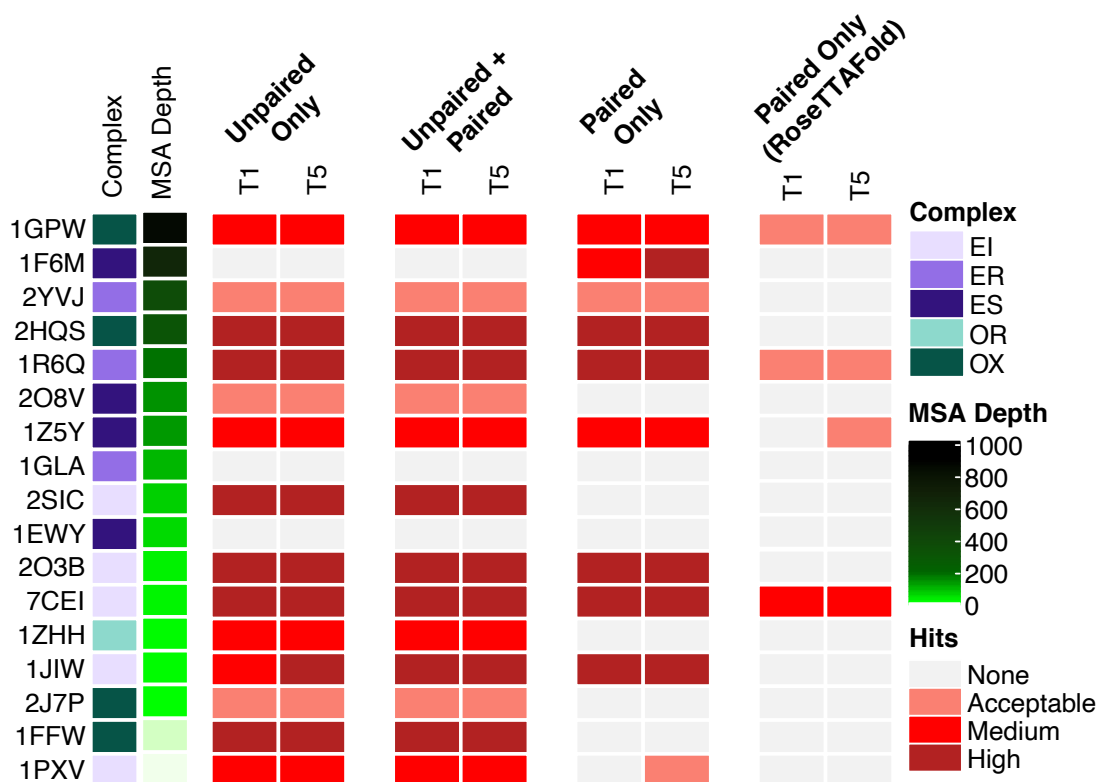 Complex
MSA Depth
Unpaired
Only
Unpaired +
Paired
Paired
Only
Paired Only
(RoseTTAFold)
T1 T5 T1 T5 T1 T5 T1 T5
1GPW
1F6M
2YVJ
2HQS
1R6Q
2O8V
1Z5Y
1GLA
2SIC
1EWY
2O3B
7CEI
1ZHH
1JIW
2J7P
1FFW
1PXV
Complex
EI
ER
ES
OR
OX
MSA Depth
1000
800
600
400
200
0
Hits
None
Acceptable
Medium
High